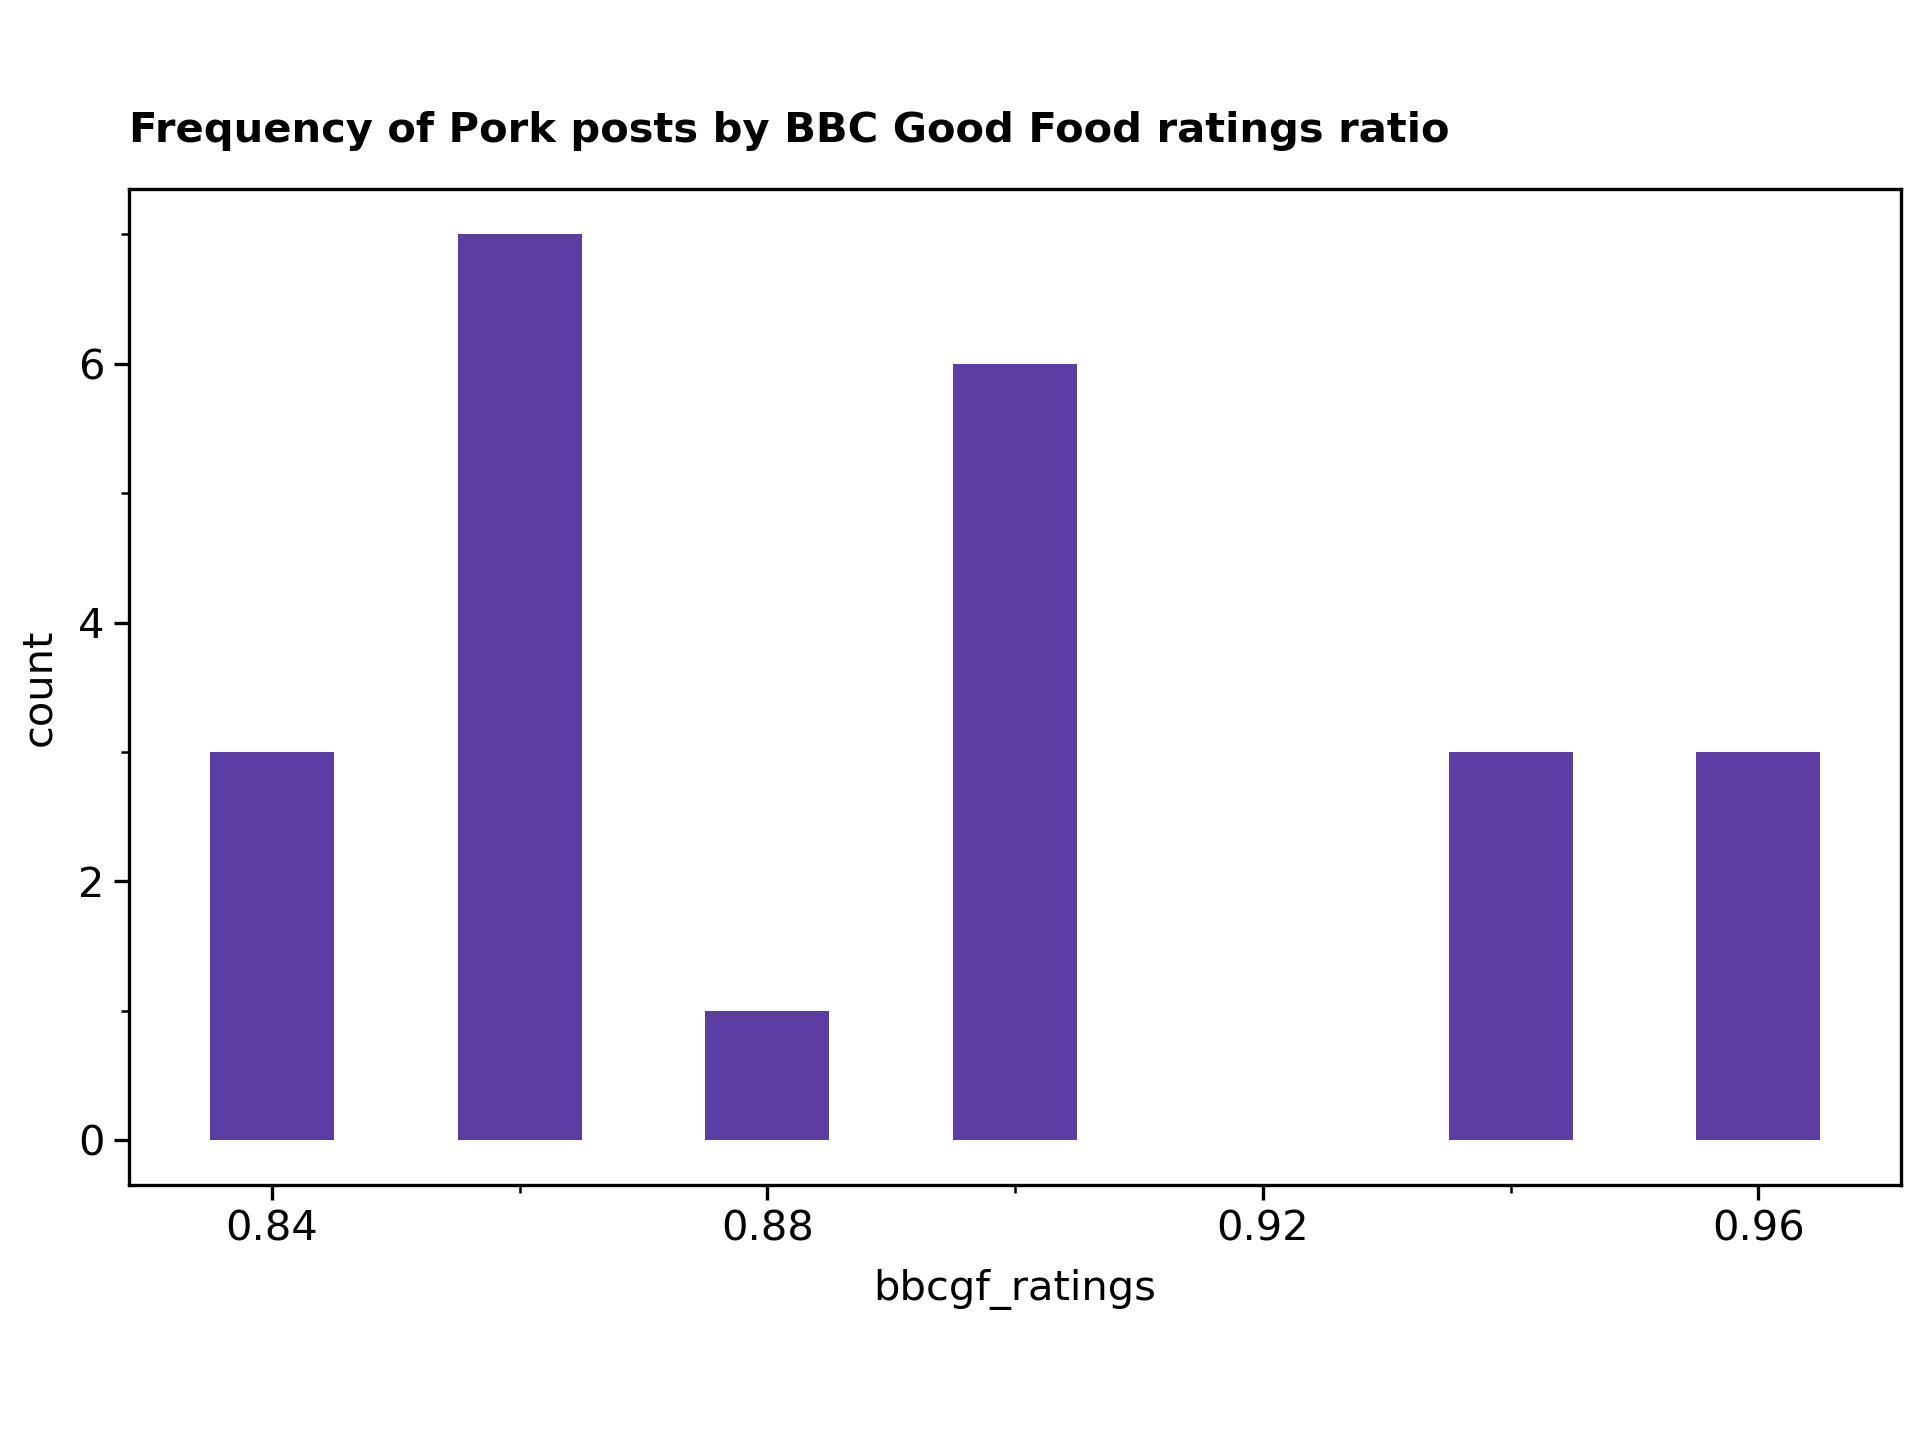 Frequency of Pork posts by BBC Good Food ratings ratio
6
4
2
0
count
0.84 0.88 0.92 0.96
bbcgf_ratings